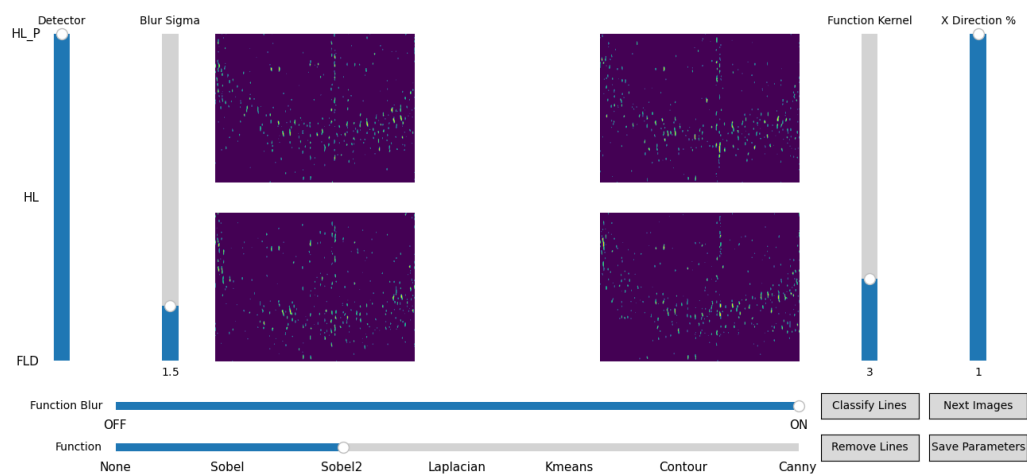 Detector Blur Sigma Function Kernel X Direction %
HL_P
HL
FLD
1.5 3 1
Function Blur Classify Lines Next Images
OFF ON
Function Remove Lines Save Parameters
None Sobel Sobel2 Laplacian Kmeans Contour Canny